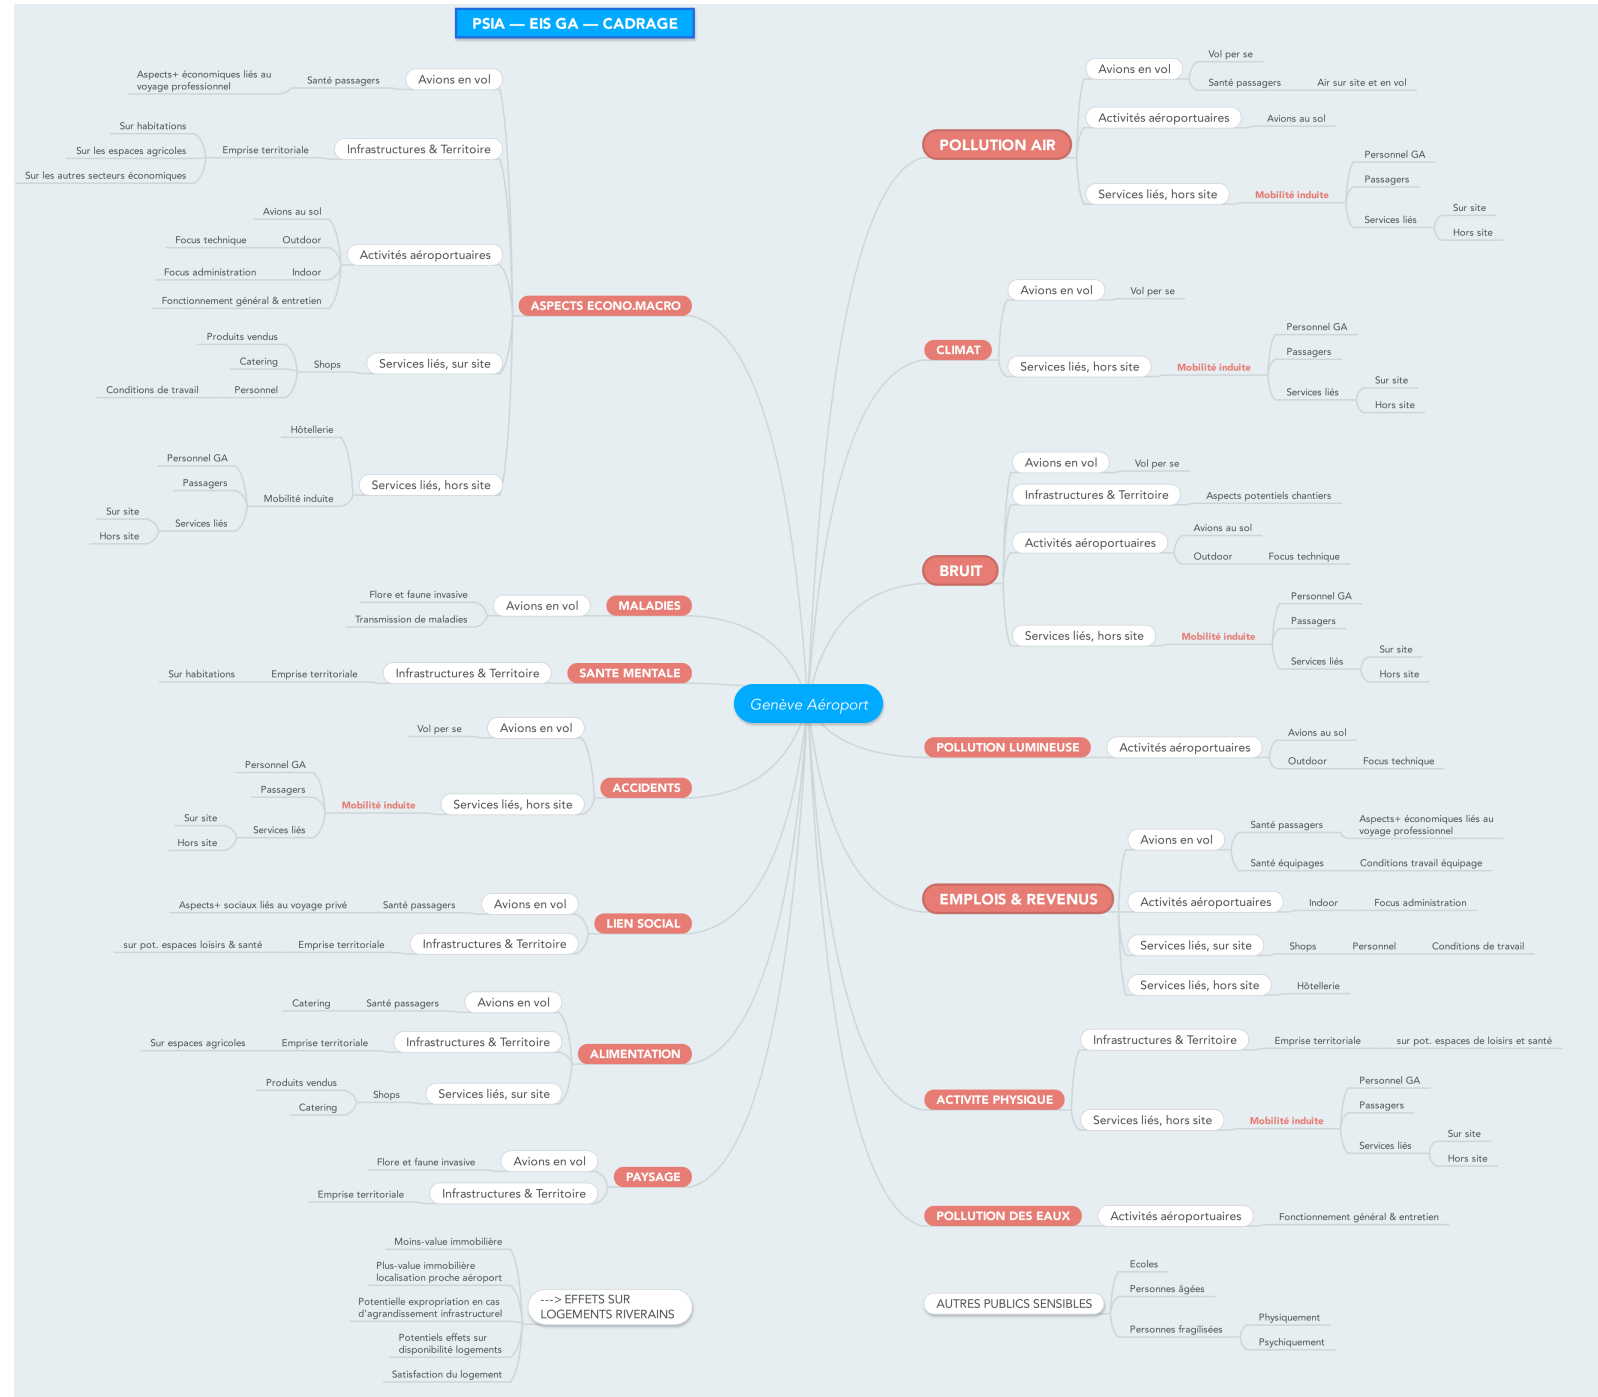 PSIA — EIS GA — CADRAGE
Genève Aéroport
ASPECTS ECONO.MACRO
Avions en vol
Santé passagers
Aspects+ économiques liés au
voyage professionnel
Infrastructures & Territoire
Emprise territoriale
Sur habitations
Sur les espaces agricoles
Sur les autres secteurs économiques
Activités aéroportuaires
Avions au sol
Outdoor
Focus technique
Indoor
Focus administration
Fonctionnement général & entretien
Services liés, sur site
Shops
Produits vendus
Catering
Personnel
Conditions de travail
Services liés, hors site
Hôtellerie
Mobilité induite
Personnel GA
Passagers
Services liés
Sur site
Hors site
MALADIES
Avions en vol
Flore et faune invasive
Transmission de maladies
SANTE MENTALE
Infrastructures & Territoire
Emprise territoriale
Sur habitations
ACCIDENTS
Avions en vol
Vol per se
Services liés, hors site
Mobilité induite
Personnel GA
Passagers
Services liés
Sur site
Hors site
LIEN SOCIAL
Avions en vol
Santé passagers
Aspects+ sociaux liés au voyage privé
Infrastructures & Territoire
Emprise territoriale
sur pot. espaces loisirs & santé
ALIMENTATION
Avions en vol
Santé passagers
Catering
Infrastructures & Territoire
Emprise territoriale
Sur espaces agricoles
Services liés, sur site
Shops
Produits vendus
Catering
PAYSAGE
Avions en vol
Flore et faune invasive
Infrastructures & Territoire
Emprise territoriale
---> EFFETS SUR
LOGEMENTS RIVERAINS
Moins-value immobilière
Plus-value immobilière
localisation proche aéroport
Potentielle expropriation en cas
d'agrandissement infrastructurel
Potentiels effets sur
disponibilité logements
Satisfaction du logement
POLLUTION AIR
Avions en vol
Vol per se
Santé passagers
Air sur site et en vol
Activités aéroportuaires
Avions au sol
Services liés, hors site
Mobilité induite
Personnel GA
Passagers
Services liés
Sur site
Hors site
CLIMAT
Avions en vol
Vol per se
Services liés, hors site
Mobilité induite
Personnel GA
Passagers
Services liés
Sur site
Hors site
BRUIT
Avions en vol
Vol per se
Infrastructures & Territoire
Aspects potentiels chantiers
Activités aéroportuaires
Avions au sol
Outdoor
Focus technique
Services liés, hors site
Mobilité induite
Personnel GA
Passagers
Services liés
Sur site
Hors site
POLLUTION LUMINEUSE
Activités aéroportuaires
Avions au sol
Outdoor
Focus technique
EMPLOIS & REVENUS
Avions en vol
Santé passagers
Aspects+ économiques liés au
voyage professionnel
Santé équipages
Conditions travail équipage
Activités aéroportuaires
Indoor
Focus administration
Services liés, sur site
Shops
Personnel
Conditions de travail
Services liés, hors site
Hôtellerie
ACTIVITE PHYSIQUE
Infrastructures & Territoire
Emprise territoriale
sur pot. espaces de loisirs et santé
Services liés, hors site
Mobilité induite
Personnel GA
Passagers
Services liés
Sur site
Hors site
POLLUTION DES EAUX
Activités aéroportuaires
Fonctionnement général & entretien
AUTRES PUBLICS SENSIBLES
Ecoles
Personnes âgées
Personnes fragilisées
Physiquement
Psychiquement